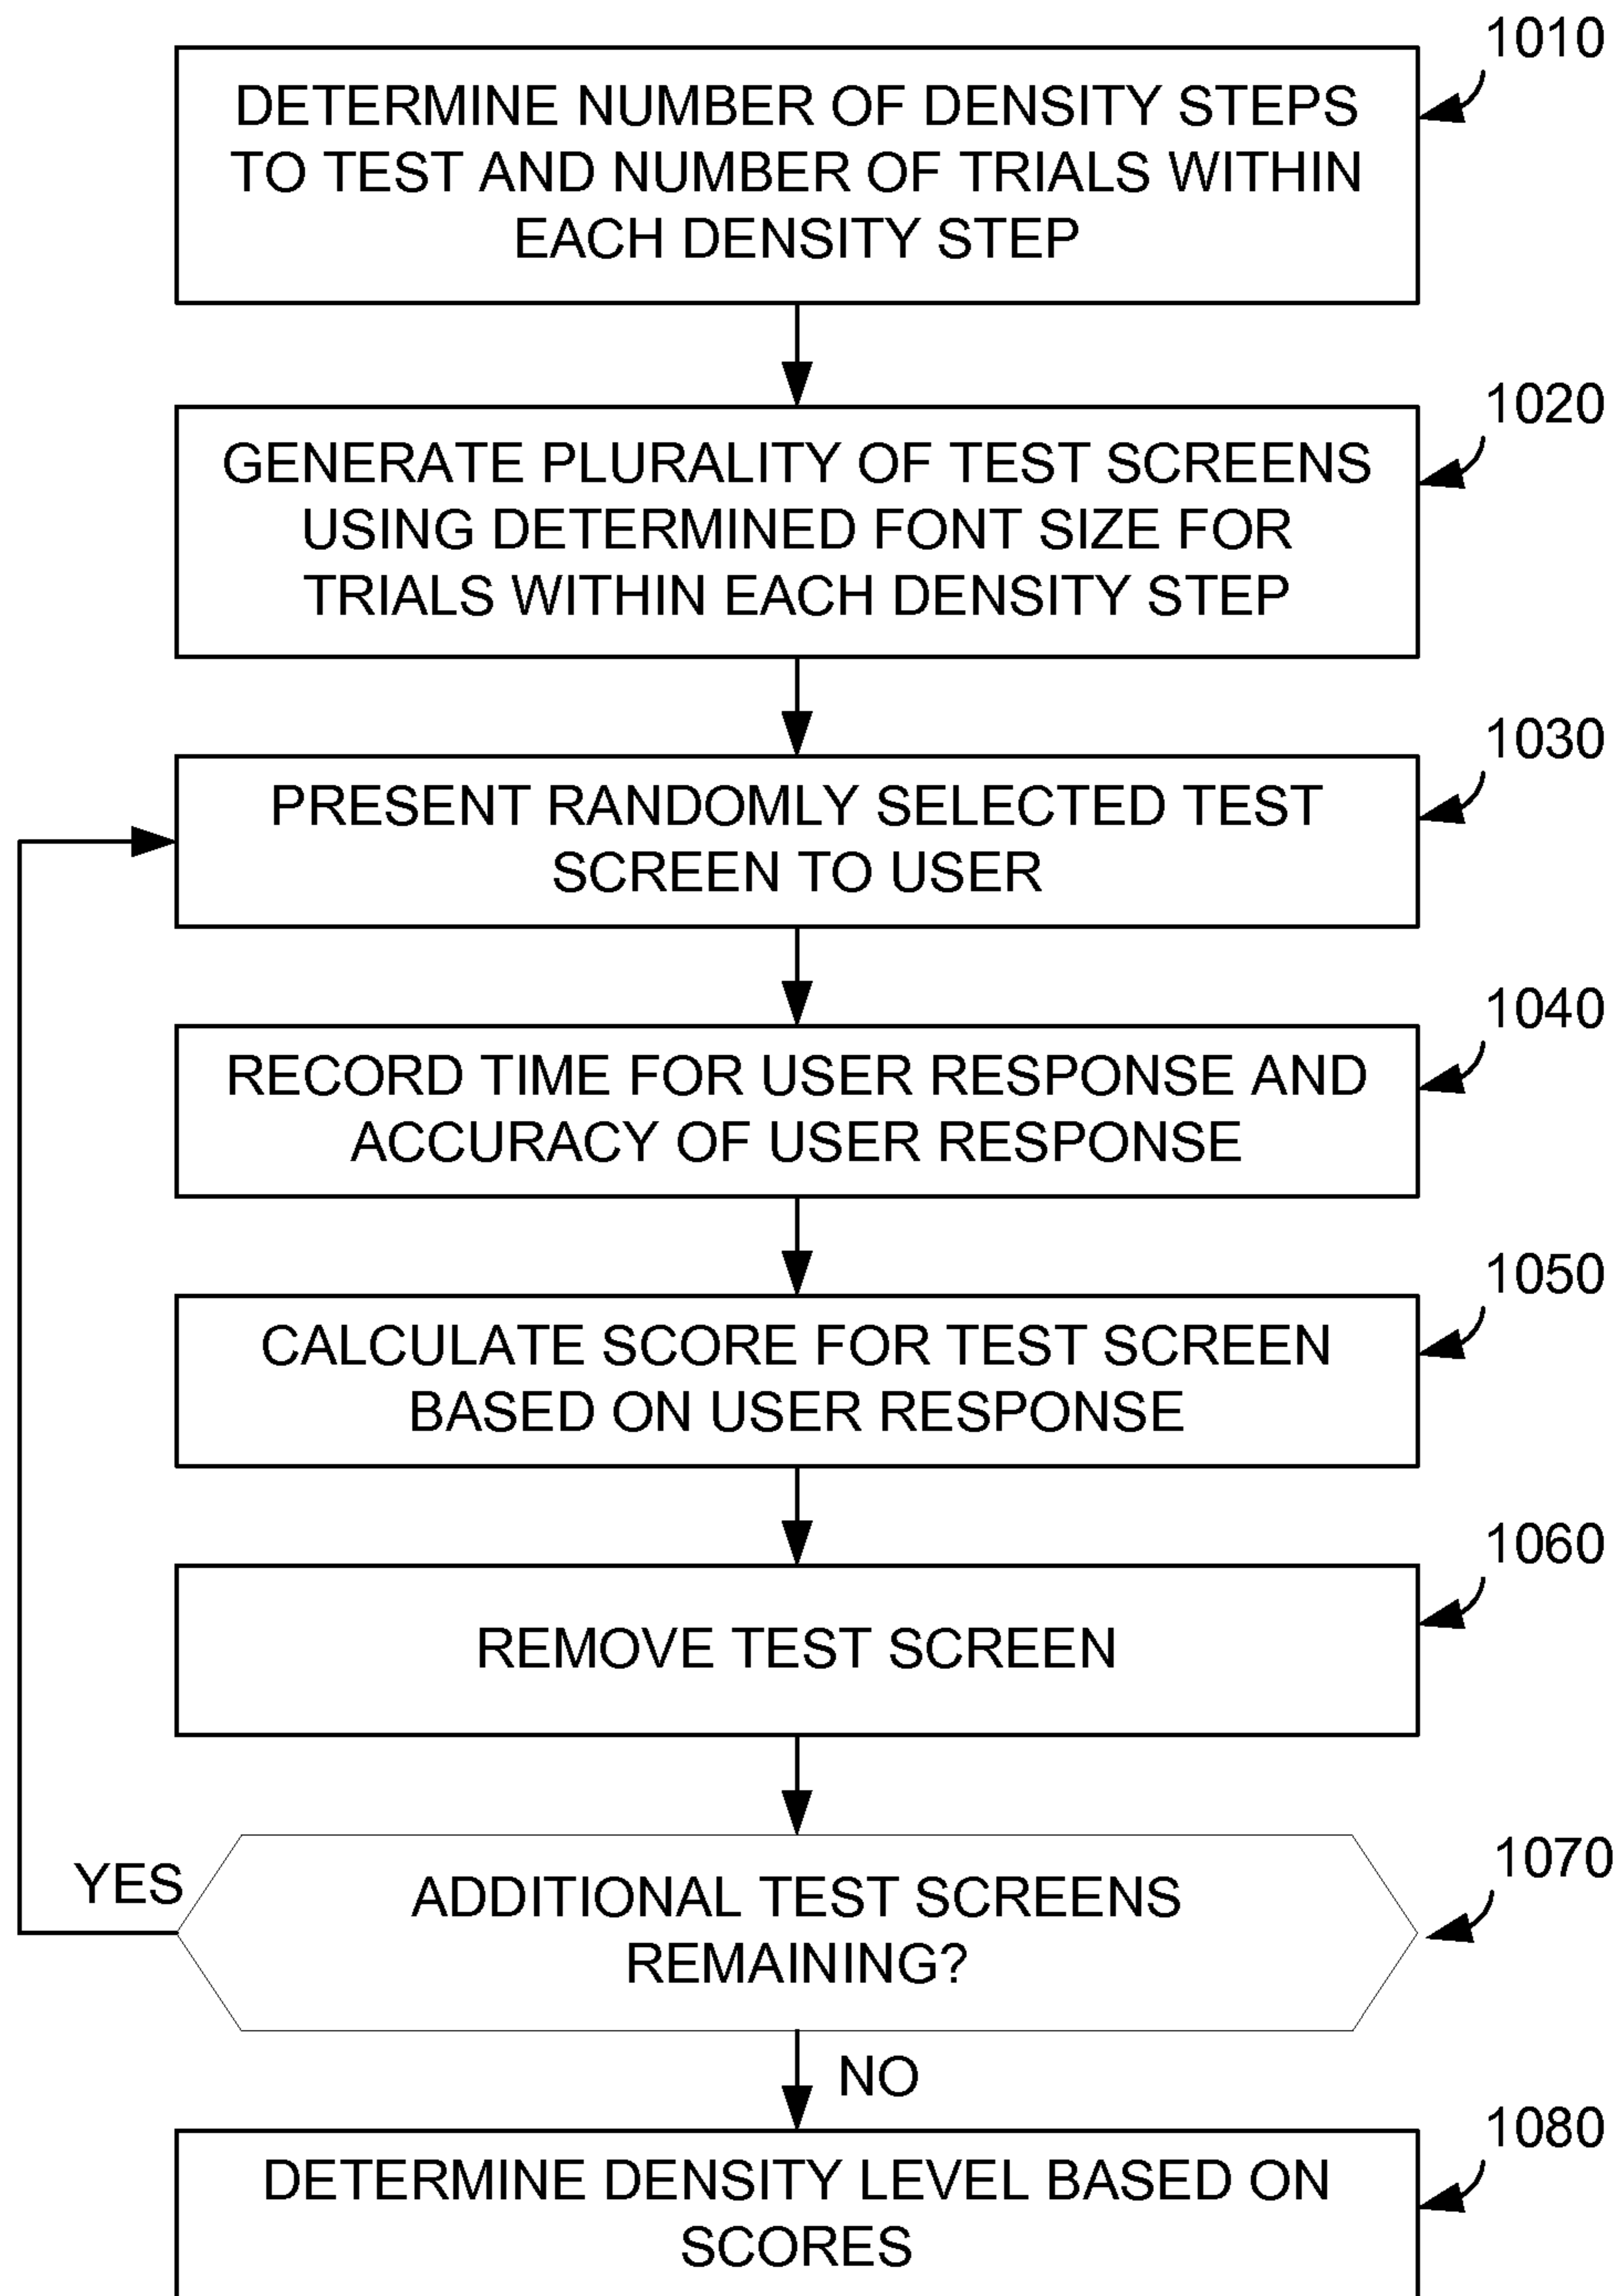 1010
DETERMINE NUMBER OF DENSITY STEPS
TO TEST AND NUMBER OF TRIALS WITHIN
EACH DENSITY STEP
1020
GENERATE PLURALITY OF TEST SCREENS
USING DETERMINED FONT SIZE FOR
TRIALS WITHIN EACH DENSITY STEP
1030
PRESENT RANDOMLY SELECTED TEST
SCREEN TO USER
1040
RECORD TIME FOR USER RESPONSE AND
ACCURACY OF USER RESPONSE
1050
CALCULATE SCORE FOR TEST SCREEN
BASED ON USER RESPONSE
1060
REMOVE TEST SCREEN
1070
YES
ADDITIONAL TEST SCREENS
REMAINING?
NO
1080
DETERMINE DENSITY LEVEL BASED ON
SCORES